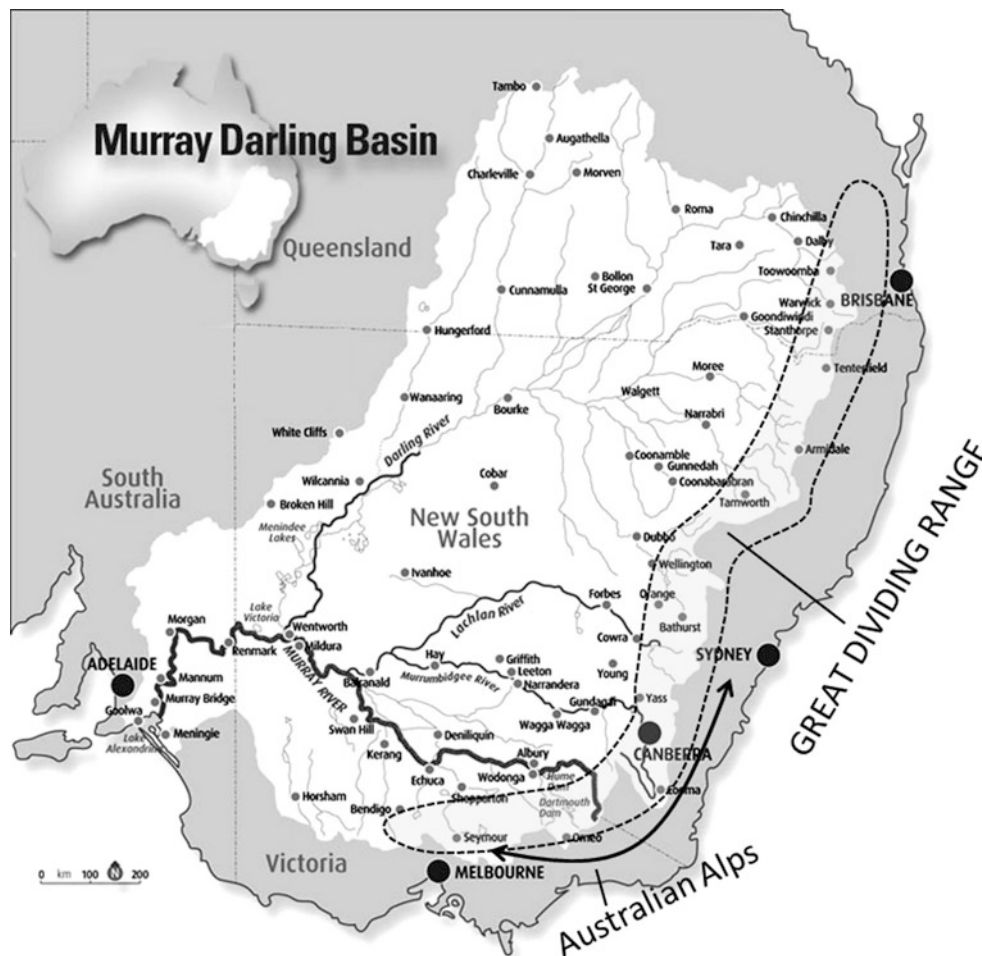 Tambo
Murray Darling Basin
Augathella
Charleville
Morven
Roma
Chinchilla
Queensland
Tara
Dalby
Bollon
Toowoomba
Cunnamulla
St George
BRISBANE
Warwick
Goondiwindi
Hungerford
Stanthorpe
Moree
Tenterfield
Wanaaring
Walgett
Bourke
Narrabri
White Cliffs
Darling River
Armidale
Coonamble
South
Australia
Gunnedah
Wilcannia
Cobar
Coonabarabran
Broken Hill
Tamworth
New South
Wales
Menindee
Lakes
Dubbo
Wellington
Ivanhoe
Forbes
Orange
Lachlan River
Lake
Victoria
Morgan
Bathurst
Wentworth
Cowra
Renmark
Mildura
SYDNEY
GREAT DIVIDING RANGE
ADELAIDE
MURRAY RIVER
Hay
Griffith
Leeton
Young
Mannum
Balranald
Murrumbidgee River
Narrandera
Murray Bridge
Gundagai
Yass
Goolwa
Swan Hill
Wagga Wagga
Lake
Alexandrina
Meningie
Deniliquin
CANBERRA
Kerang
Albury
Echuca
Wodonga
Hume
Dam
Cooma
Horsham
Shepparton
Bendigo
Dartmouth
Dam
Seymour
Omeo
Victoria
MELBOURNE
Australian Alps
0 km 100 N 200